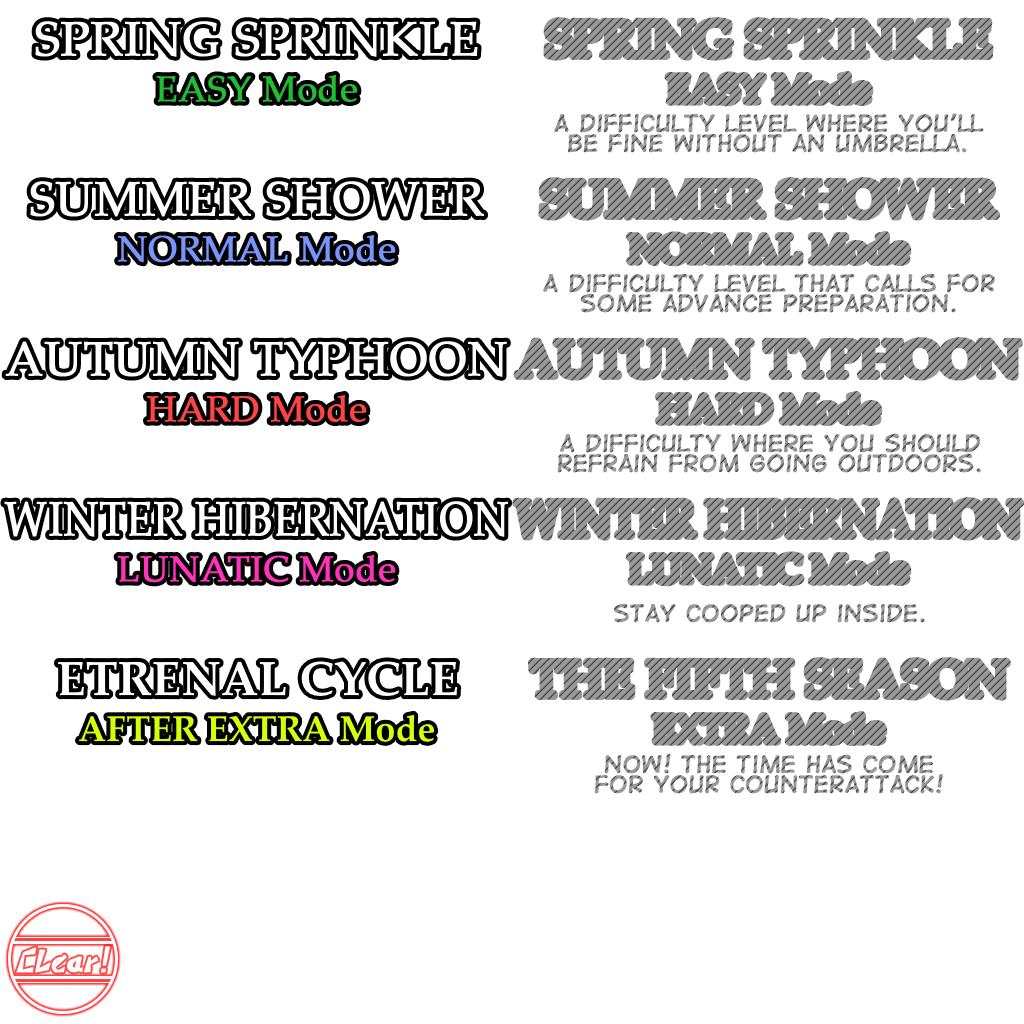 SPRING SPRINKLE
EASY Mode
SPRING SPRINKLE
EASY Mode
A DIFFICULTY LEVEL WHERE YOU'LL
BE FINE WITHOUT AN UMBRELLA.
SUMMER SHOWER
NORMAL Mode
SUMMER SHOWER
NORMAL Mode
A DIFFICULTY LEVEL THAT CALLS FOR
SOME ADVANCE PREPARATION.
AUTUMN TYPHOON
HARD Mode
AUTUMN TYPHOON
HARD Mode
A DIFFICULTY WHERE YOU SHOULD
REFRAIN FROM GOING OUTDOORS.
WINTER HIBERNATION
LUNATIC Mode
WINTER HIBERNATION
LUNATIC Mode
STAY COOPED UP INSIDE.
ETRENAL CYCLE
AFTER EXTRA Mode
THE FIFTH SEASON
EXTRA Mode
NOW! THE TIME HAS COME
FOR YOUR COUNTERATTACK!
CLear!